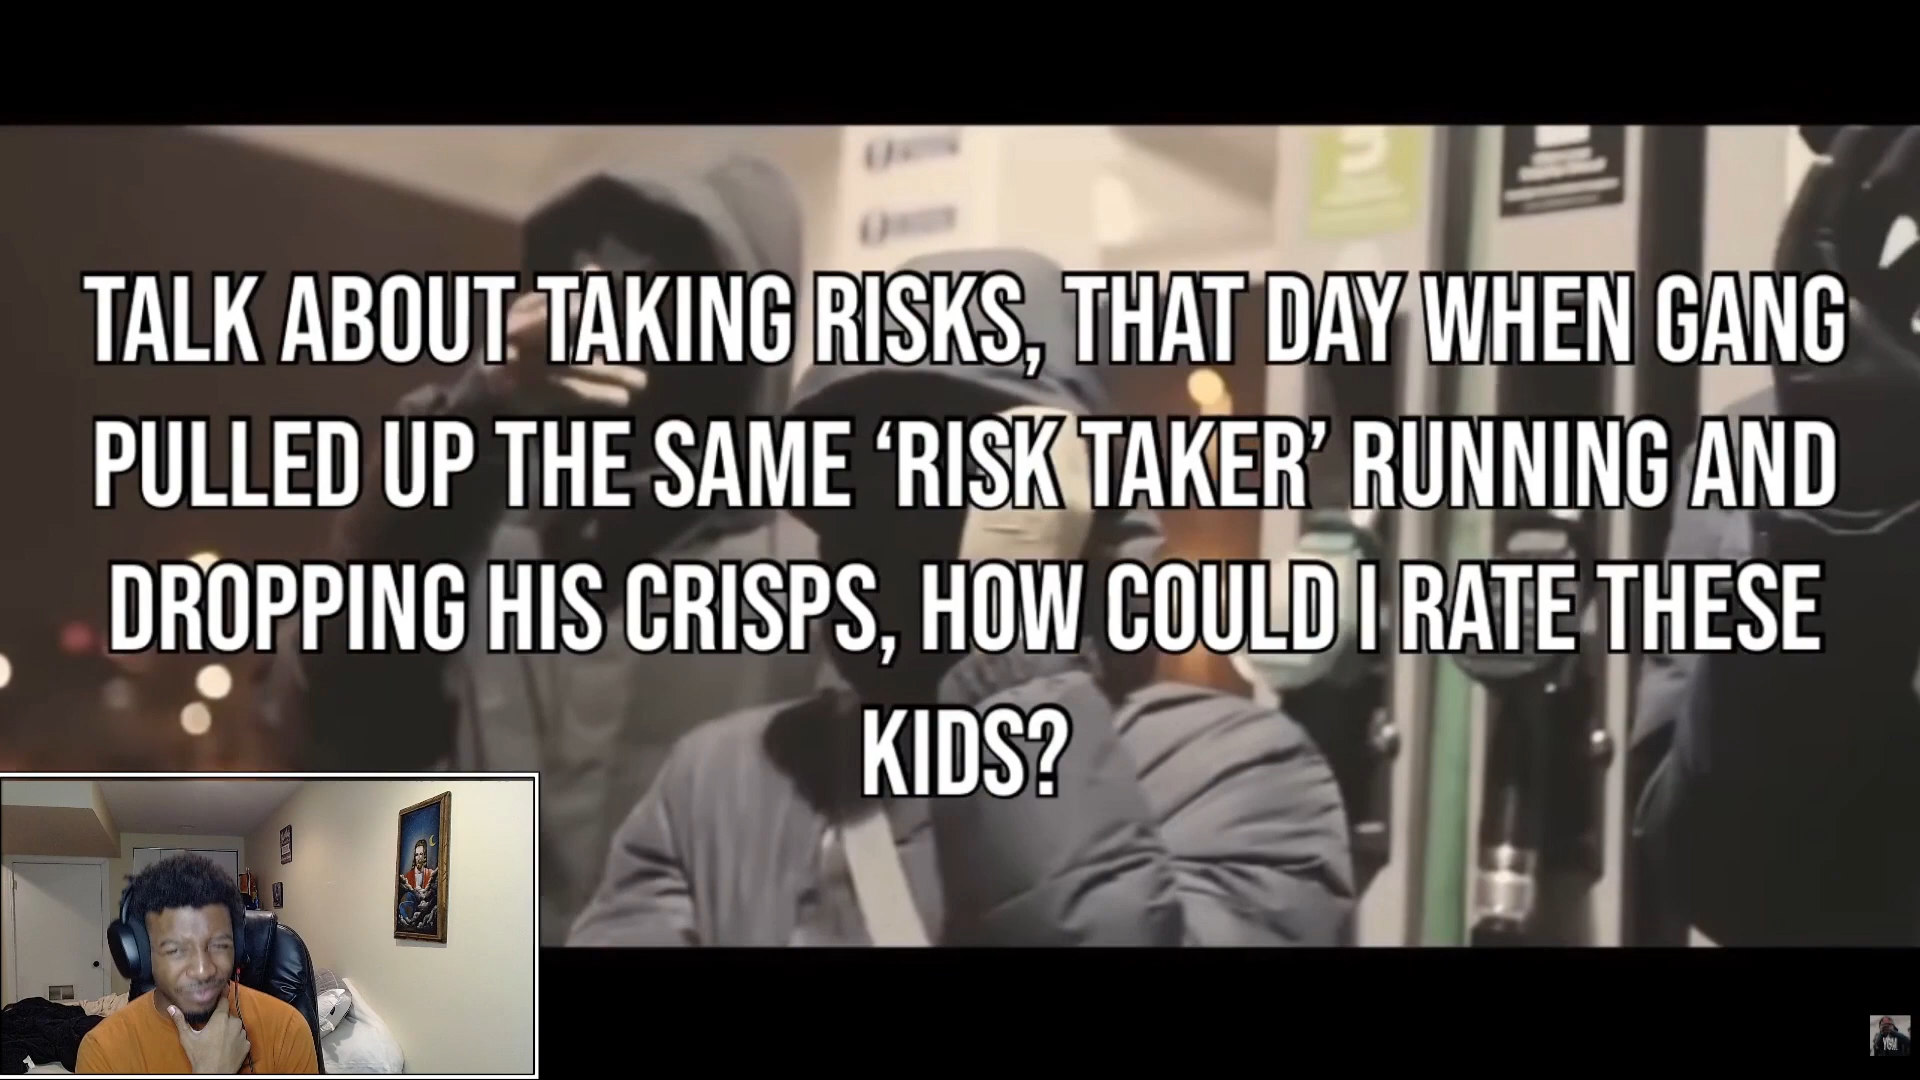 TALK ABOUT TAKING RISKS, THAT DAY WHEN GANG
PULLED UP THE SAME ‘RISK TAKER’ RUNNING AND
DROPPING HIS CRISPS, HOW COULD I RATE THESE
KIDS?
YGM